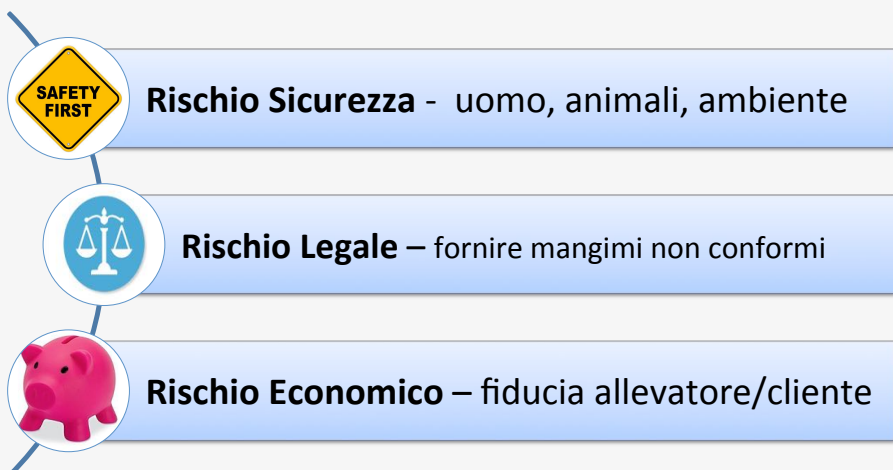 SAFETY
FIRST
Rischio Sicurezza - uomo, animali, ambiente
Rischio Legale – fornire mangimi non conformi
Rischio Economico – fiducia allevatore/cliente